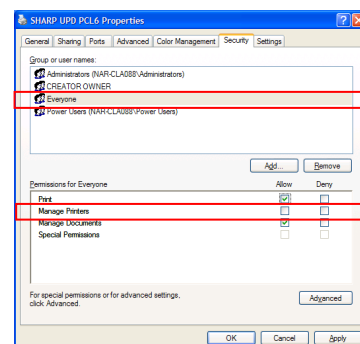 SHARP UPD PCL6 Properties
General Sharing Ports Advanced Color Management Security Settings
Group or user names:
Administrators (NAR-CLA088\Administrators)
CREATOR OWNER
Everyone
Power Users (NAR-CLA088\Power Users)
Add... Remove
Permissions for Everyone Allow Deny
Print
Manage Printers
Manage Documents
Special Permissions
For special permissions or for advanced settings, Advanced
click Advanced.
OK Cancel Apply